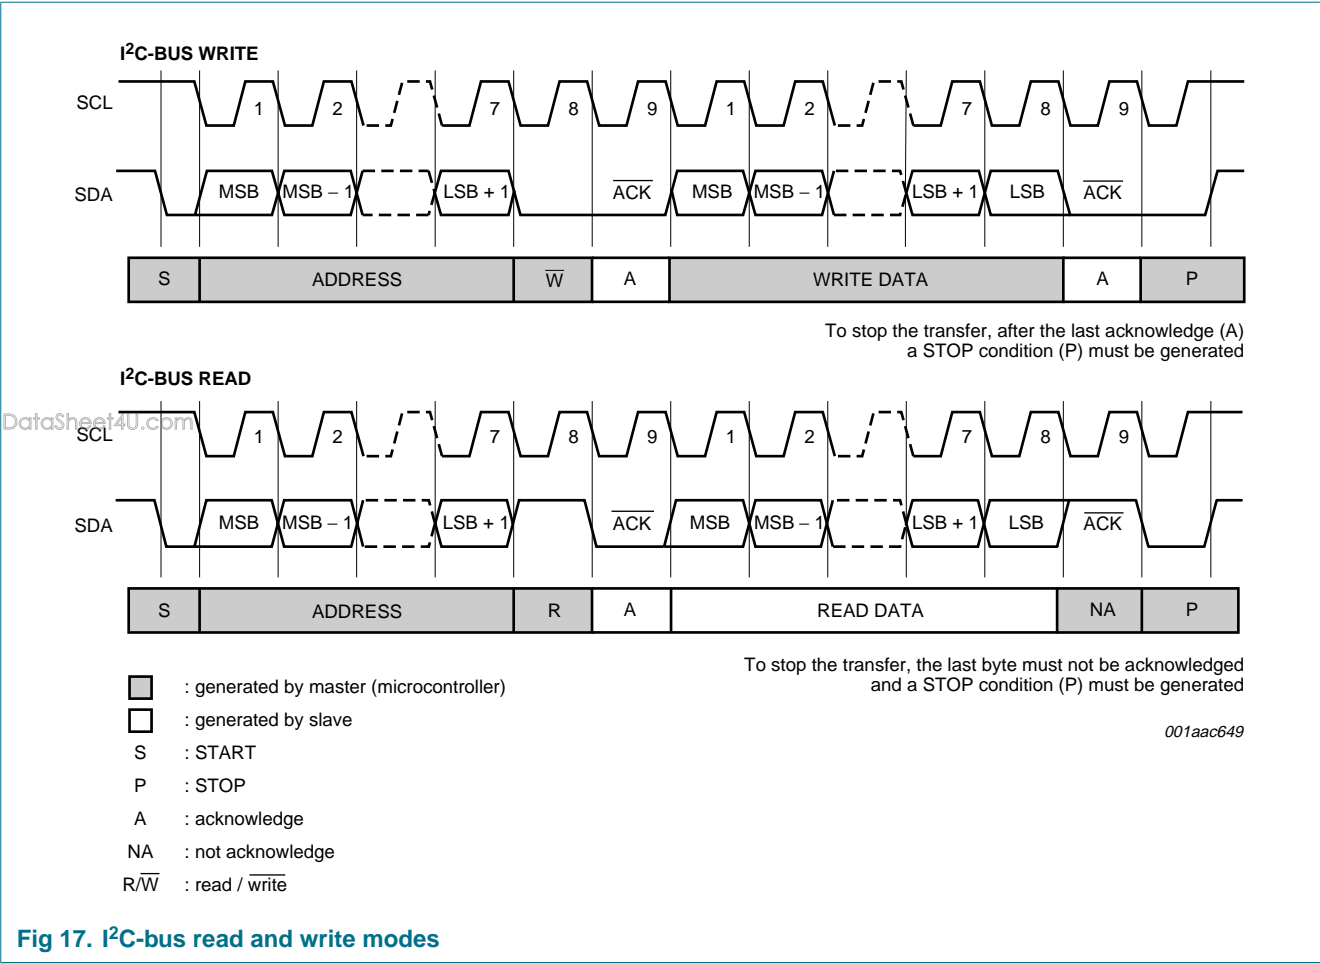 I²C-BUS WRITE
SCL 1 2 7 8 9 1 2 7 8 9
SDA MSB MSB − 1 LSB + 1 A̅C̅K̅ MSB MSB − 1 LSB + 1 LSB A̅C̅K̅
S ADDRESS W̅ A WRITE DATA A P
To stop the transfer, after the last acknowledge (A)
a STOP condition (P) must be generated
I²C-BUS READ
DataSheet4U.com
SCL 1 2 7 8 9 1 2 7 8 9
SDA MSB MSB − 1 LSB + 1 A̅C̅K̅ MSB MSB − 1 LSB + 1 LSB A̅C̅K̅
S ADDRESS R A READ DATA NA P
To stop the transfer, the last byte must not be acknowledged
and a STOP condition (P) must be generated
: generated by master (microcontroller)
: generated by slave
001aac649
S : START
P : STOP
A : acknowledge
NA : not acknowledge
R/W̅ : read / w̅r̅i̅t̅e̅
Fig 17. I²C-bus read and write modes